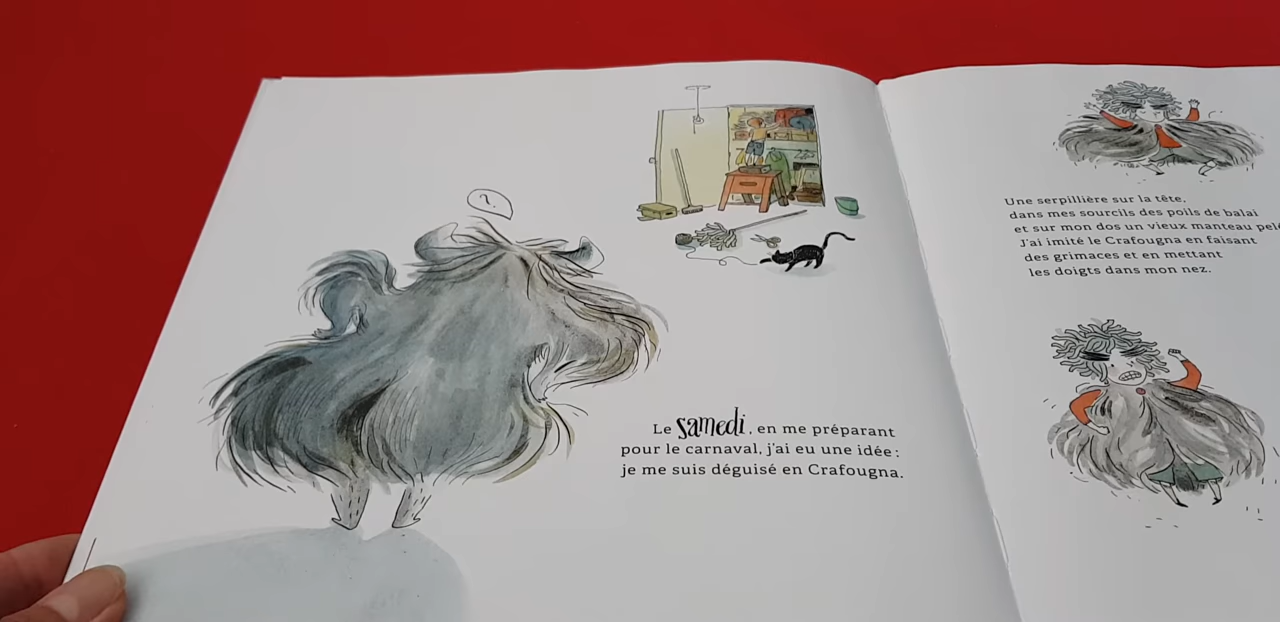 Le samedi, en me préparant
pour le carnaval, j'ai eu une idée :
je me suis déguisé en Crafougna.
Une serpillière sur la tête,
dans mes sourcils des poils de balai
et sur mon dos un vieux manteau pelé
J'ai imité le Crafougna en faisant
des grimaces et en mettant
les doigts dans mon nez.